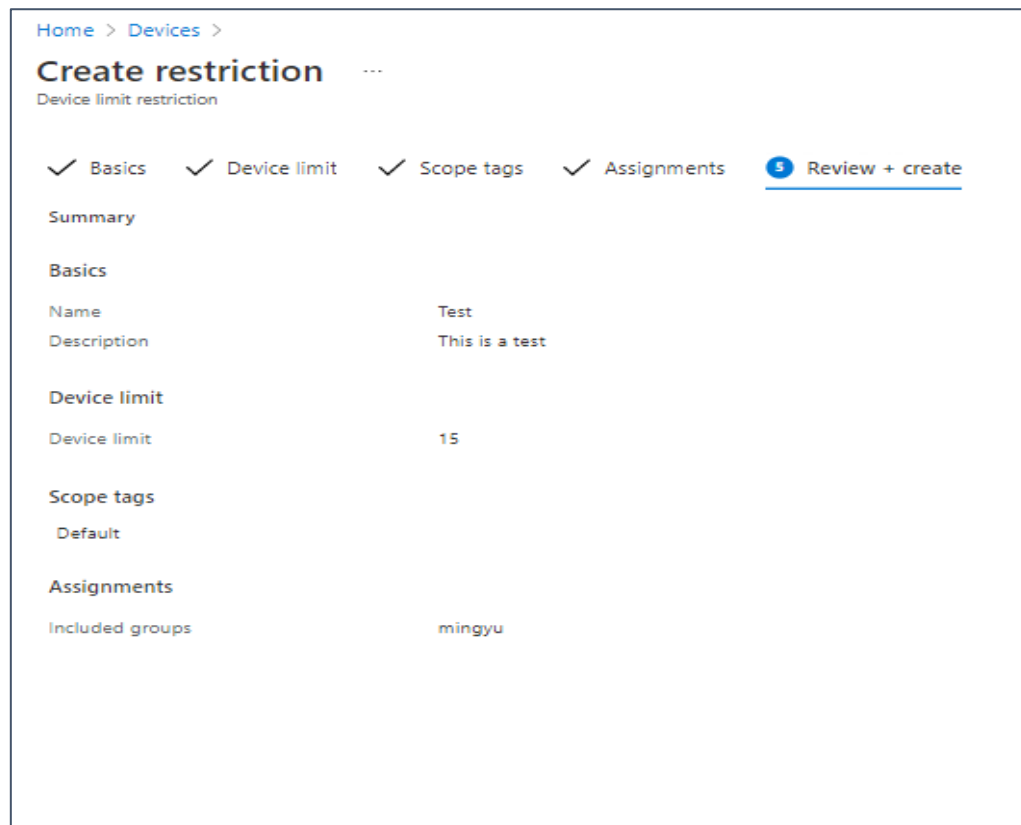 Home > Devices >
Create restriction ...
Device limit restriction
Basics Device limit Scope tags Assignments 5 Review + create
Summary
Basics
Name Test
Description This is a test
Device limit
Device limit 15
Scope tags
Default
Assignments
Included groups mingyu